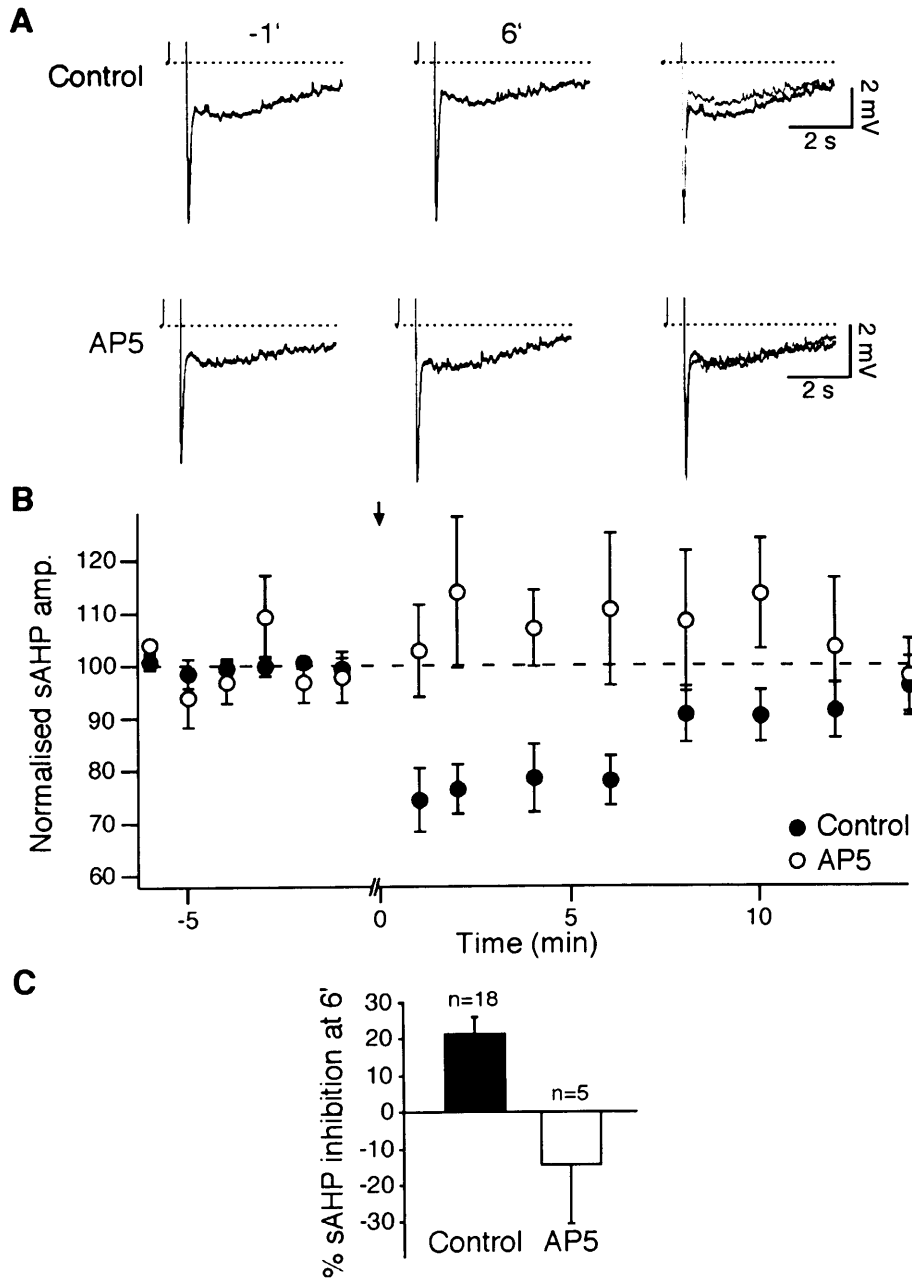 A
-1'
6'
Control
2 mV
2 s
AP5
2 mV
2 s
B
Normalised sAHP amp.
120
110
100
90
80
70
60
Control
AP5
-5
0
5
10
Time (min)
C
% sAHP inhibition at 6'
30
20
10
0
-10
-20
-30
n=18
n=5
Control
AP5